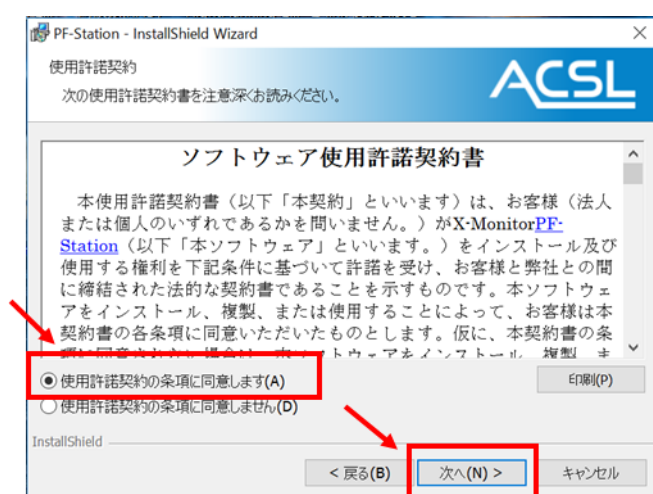 PF-Station - InstallShield Wizard
使用許諾契約
次の使用許諾契約書を注意深くお読みください。
ACSL
ソフトウェア使用許諾契約書
本使用許諾契約書（以下「本契約」といいます）は、お客様（法人
または個人のいずれであるかを問いません。）がX-MonitorPF-
Station（以下「本ソフトウェア」といいます。）をインストール及び
使用する権利を下記条件に基づいて許諾を受け、お客様と弊社との間
に締結された法的な契約書であることを示すものです。本ソフトウェ
アをインストール、複製、または使用することによって、お客様は本
契約書の各条項に同意いただいたものとします。仮に、本契約書の条
使用許諾契約の条項に同意します(A)
印刷(P)
使用許諾契約の条項に同意しません(D)
InstallShield
< 戻る(B)
次へ(N) >
キャンセル